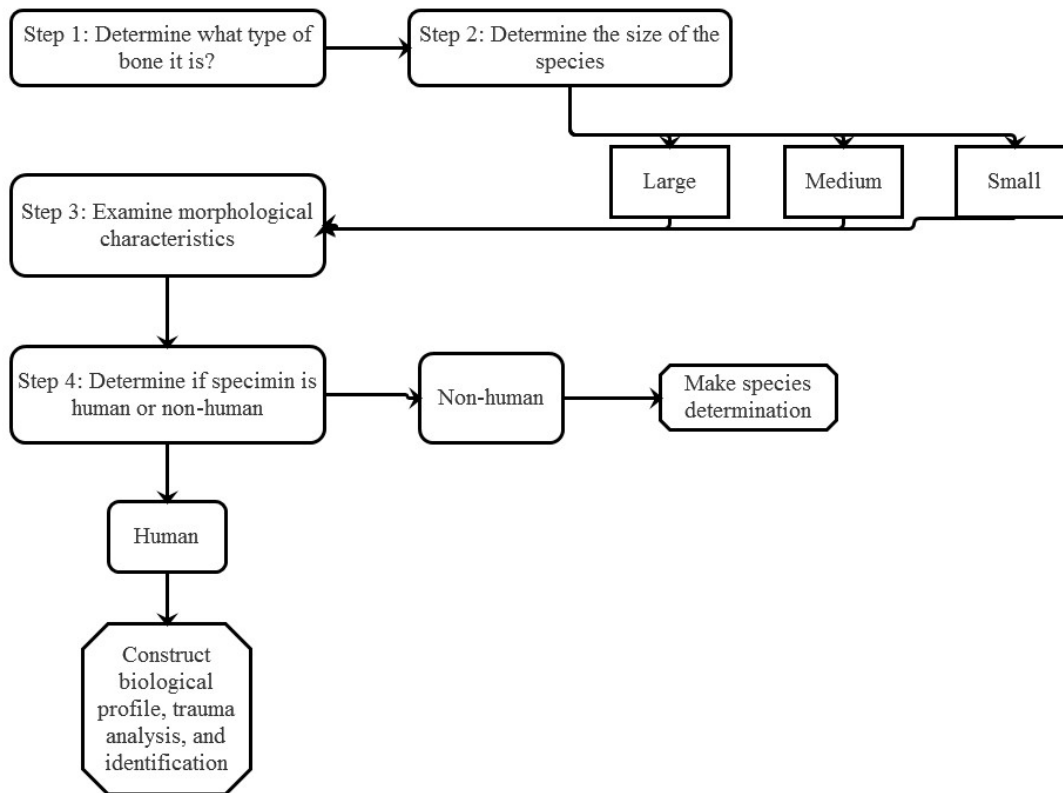 Step 1: Determine what type of
bone it is?
Step 2: Determine the size of the
species
Large
Medium
Small
Step 3: Examine morphological
characteristics
Step 4: Determine if specimin is
human or non-human
Non-human
Make species
determination
Human
Construct
biological
profile, trauma
analysis, and
identification